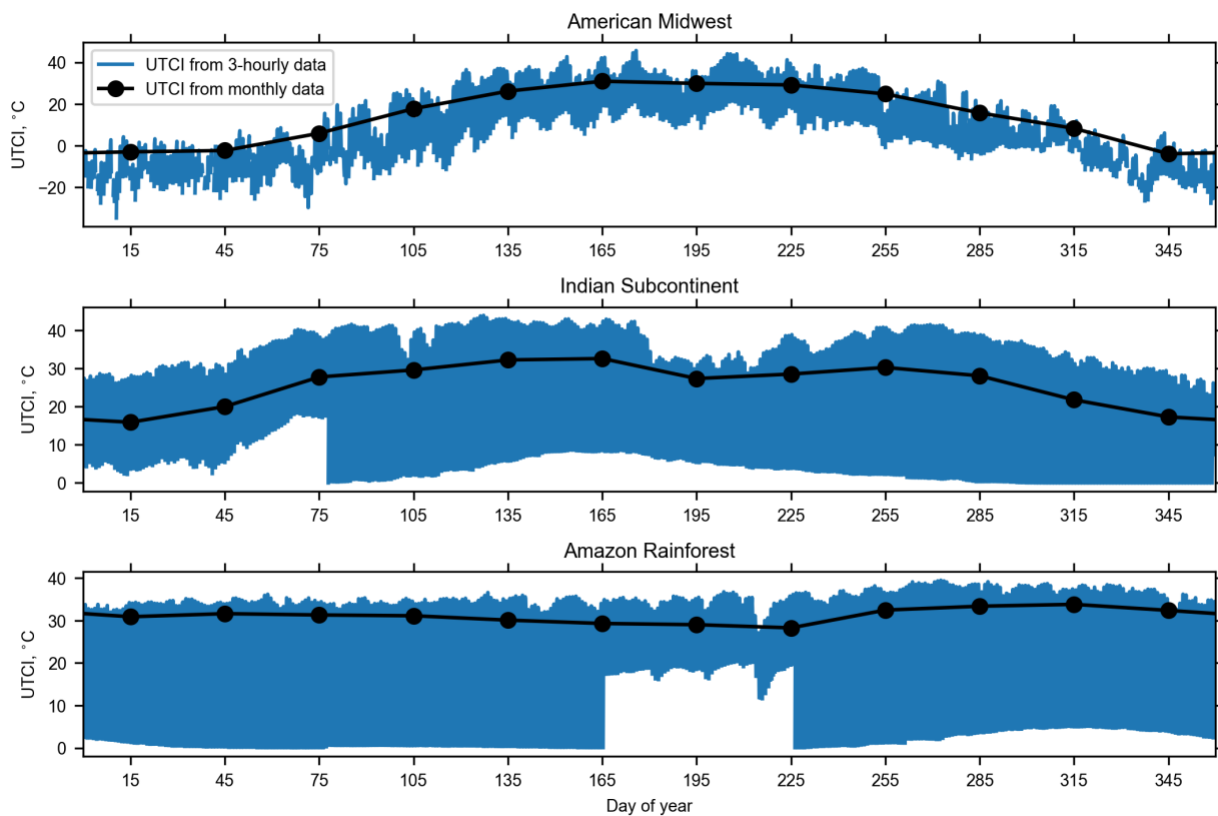 American Midwest
UTCI from 3-hourly data
UTCI from monthly data
UTCI, °C
40
20
0
−20
15 45 75 105 135 165 195 225 255 285 315 345
Indian Subcontinent
UTCI, °C
40
30
20
10
0
15 45 75 105 135 165 195 225 255 285 315 345
Amazon Rainforest
UTCI, °C
40
30
20
10
0
15 45 75 105 135 165 195 225 255 285 315 345
Day of year